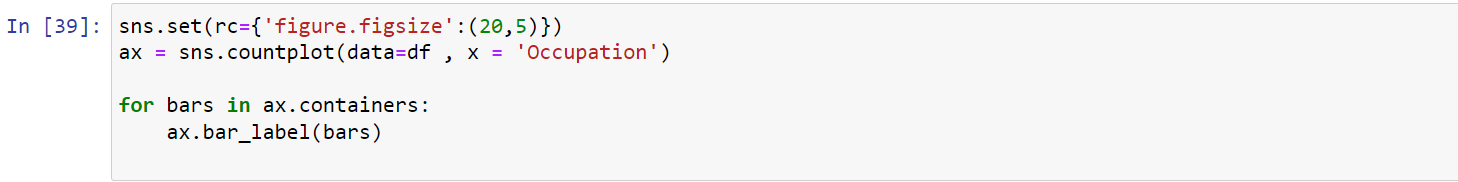 In [39]: sns.set(rc={'figure.figsize':(20,5)})
ax = sns.countplot(data=df , x = 'Occupation')
for bars in ax.containers:
    ax.bar_label(bars)